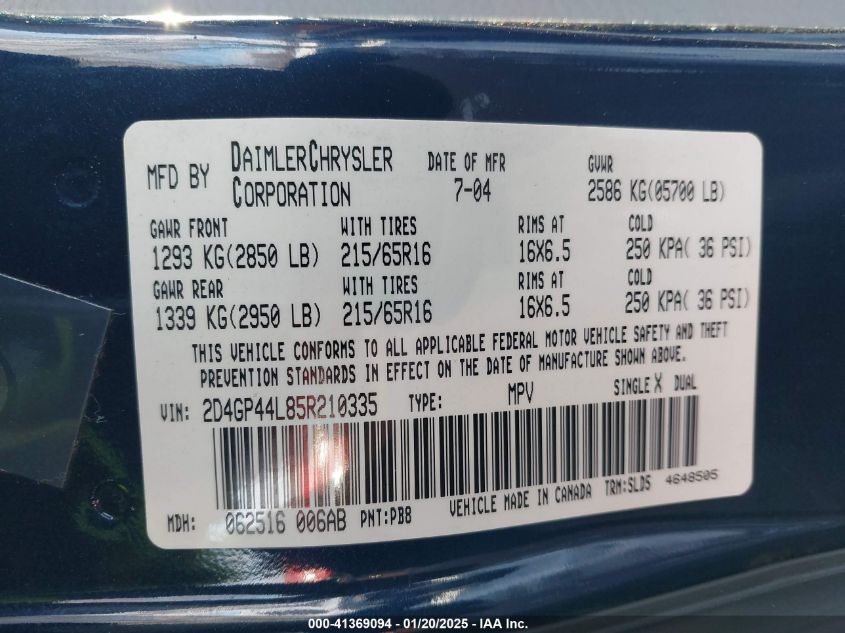 MFD BY DAIMLERCHRYSLER CORPORATION DATE OF MFR 7-04 GVWR 2586 KG(05700 LB)
GAWR FRONT WITH TIRES RIMS AT COLD
1293 KG(2850 LB) 215/65R16 16X6.5 250 KPA( 36 PSI)
GAWR REAR WITH TIRES RIMS AT COLD
1339 KG(2950 LB) 215/65R16 16X6.5 250 KPA( 36 PSI)
THIS VEHICLE CONFORMS TO ALL APPLICABLE FEDERAL MOTOR VEHICLE SAFETY AND THEFT
PREVENTION STANDARDS IN EFFECT ON THE DATE OF MANUFACTURE SHOWN ABOVE.
VIN: 2D4GP44L85R210335 TYPE: MPV SINGLE X DUAL
MDH: 062516 006AB PNT:PB8 VEHICLE MADE IN CANADA TRM:SLD5 4648505
000-41369094 - 01/20/2025 - IAA Inc.